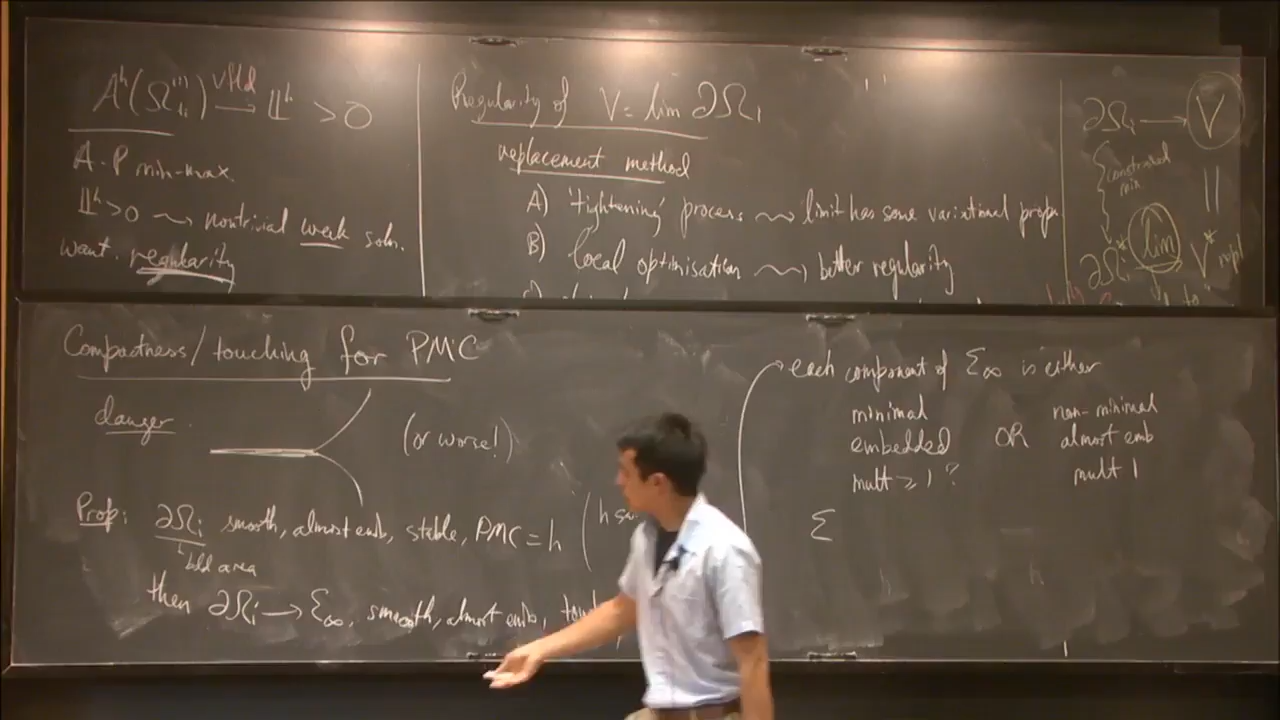 A^h(Ω_{i}^{(i)}) → 𝕃^h > 0
A-P min-max.
𝕃^h > 0 ⇝ nontrivial weak soln.
want regularity
Regularity of V = lim ∂Ω_i
replacement method
A) 'tightening' process ⇝ limit has some variational prope
B) local optimisation ⇝ better regularity
∂Ω_i → V
constrained min.
||
∂Ω_i^* lim → V^* repl
Compactness/touching for PMC
danger.
(or worse!)
Prop: ∂Ω_i smooth, almost emb, stable, PMC = h (h sa
bdd area
then ∂Ω_i → Σ_∞, smooth, almost emb,
each component of Σ_∞ is either
minimal embedded mult ≥ 1 ? OR non-minimal almost emb mult 1
Σ